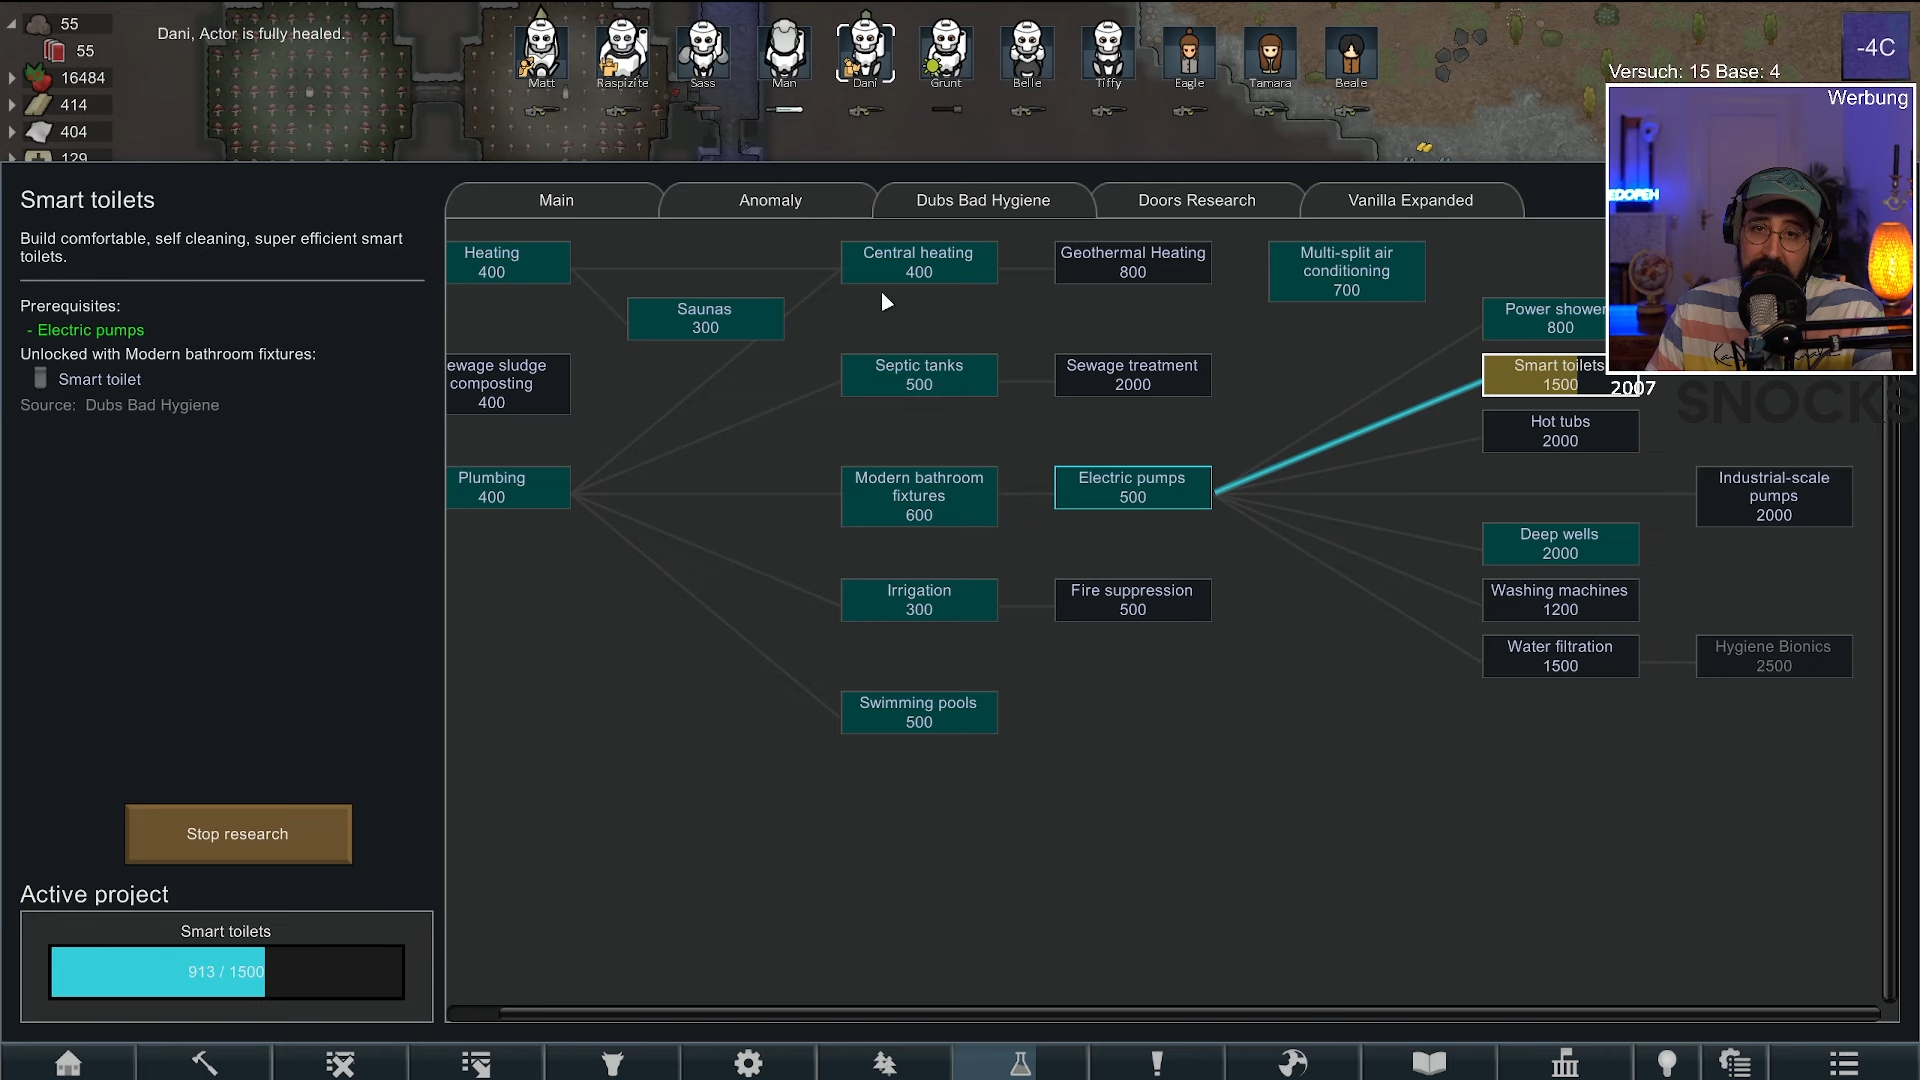 55
Dani, Actor is fully healed.
55
16484
414
404
129
Matt
Raspizite
Sass
Man
Dani
Grunt
Belle
Tiffy
Eagle
Tamara
Beale
-4C
Versuch: 15 Base: 4
Werbung
Smart toilets
Build comfortable, self cleaning, super efficient smart
toilets.
Prerequisites:
- Electric pumps
Unlocked with Modern bathroom fixtures:
Smart toilet
Source: Dubs Bad Hygiene
Main
Anomaly
Dubs Bad Hygiene
Doors Research
Vanilla Expanded
Heating
400
Central heating
400
Geothermal Heating
800
Multi-split air
conditioning
700
Saunas
300
Power shower
800
ewage sludge
composting
400
Septic tanks
500
Sewage treatment
2000
Smart toilets
1500
2007
SNOCKS
Hot tubs
2000
Plumbing
400
Modern bathroom
fixtures
600
Electric pumps
500
Industrial-scale
pumps
2000
Deep wells
2000
Irrigation
300
Fire suppression
500
Washing machines
1200
Water filtration
1500
Hygiene Bionics
2500
Swimming pools
500
Stop research
Active project
Smart toilets
913 / 1500